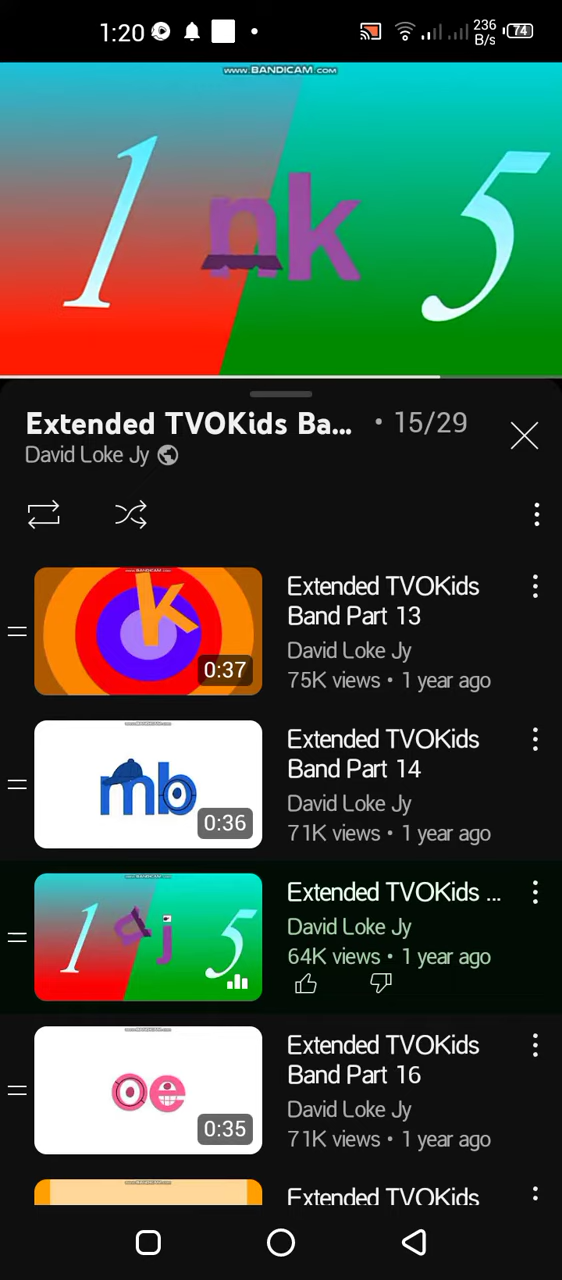 1:20
236
B/s
74
WWW.BANDICAM.COM
1 nk 5
Extended TVOKids Ba... • 15/29
David Loke Jy
Extended TVOKids
Band Part 13
David Loke Jy
75K views • 1 year ago
k
0:37
Extended TVOKids
Band Part 14
David Loke Jy
71K views • 1 year ago
mb
0:36
Extended TVOKids ...
David Loke Jy
64K views • 1 year ago
1 aj 5
Extended TVOKids
Band Part 16
David Loke Jy
71K views • 1 year ago
oe
0:35
Extended TVOKids